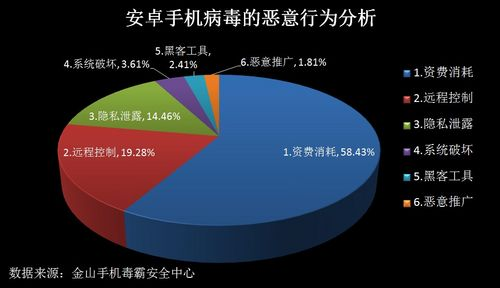 安卓手机病毒的恶意行为分析
5.黑客工具,
2.41%
6.恶意推广,1.81%
4.系统破坏,3.61%
3.隐私泄露,14.46%
2.远程控制,
19.28%
1.资费消耗,58.43%
1.资费消耗
2.远程控制
3.隐私泄露
4.系统破坏
5.黑客工具
6.恶意推广
数据来源：金山手机毒霸安全中心